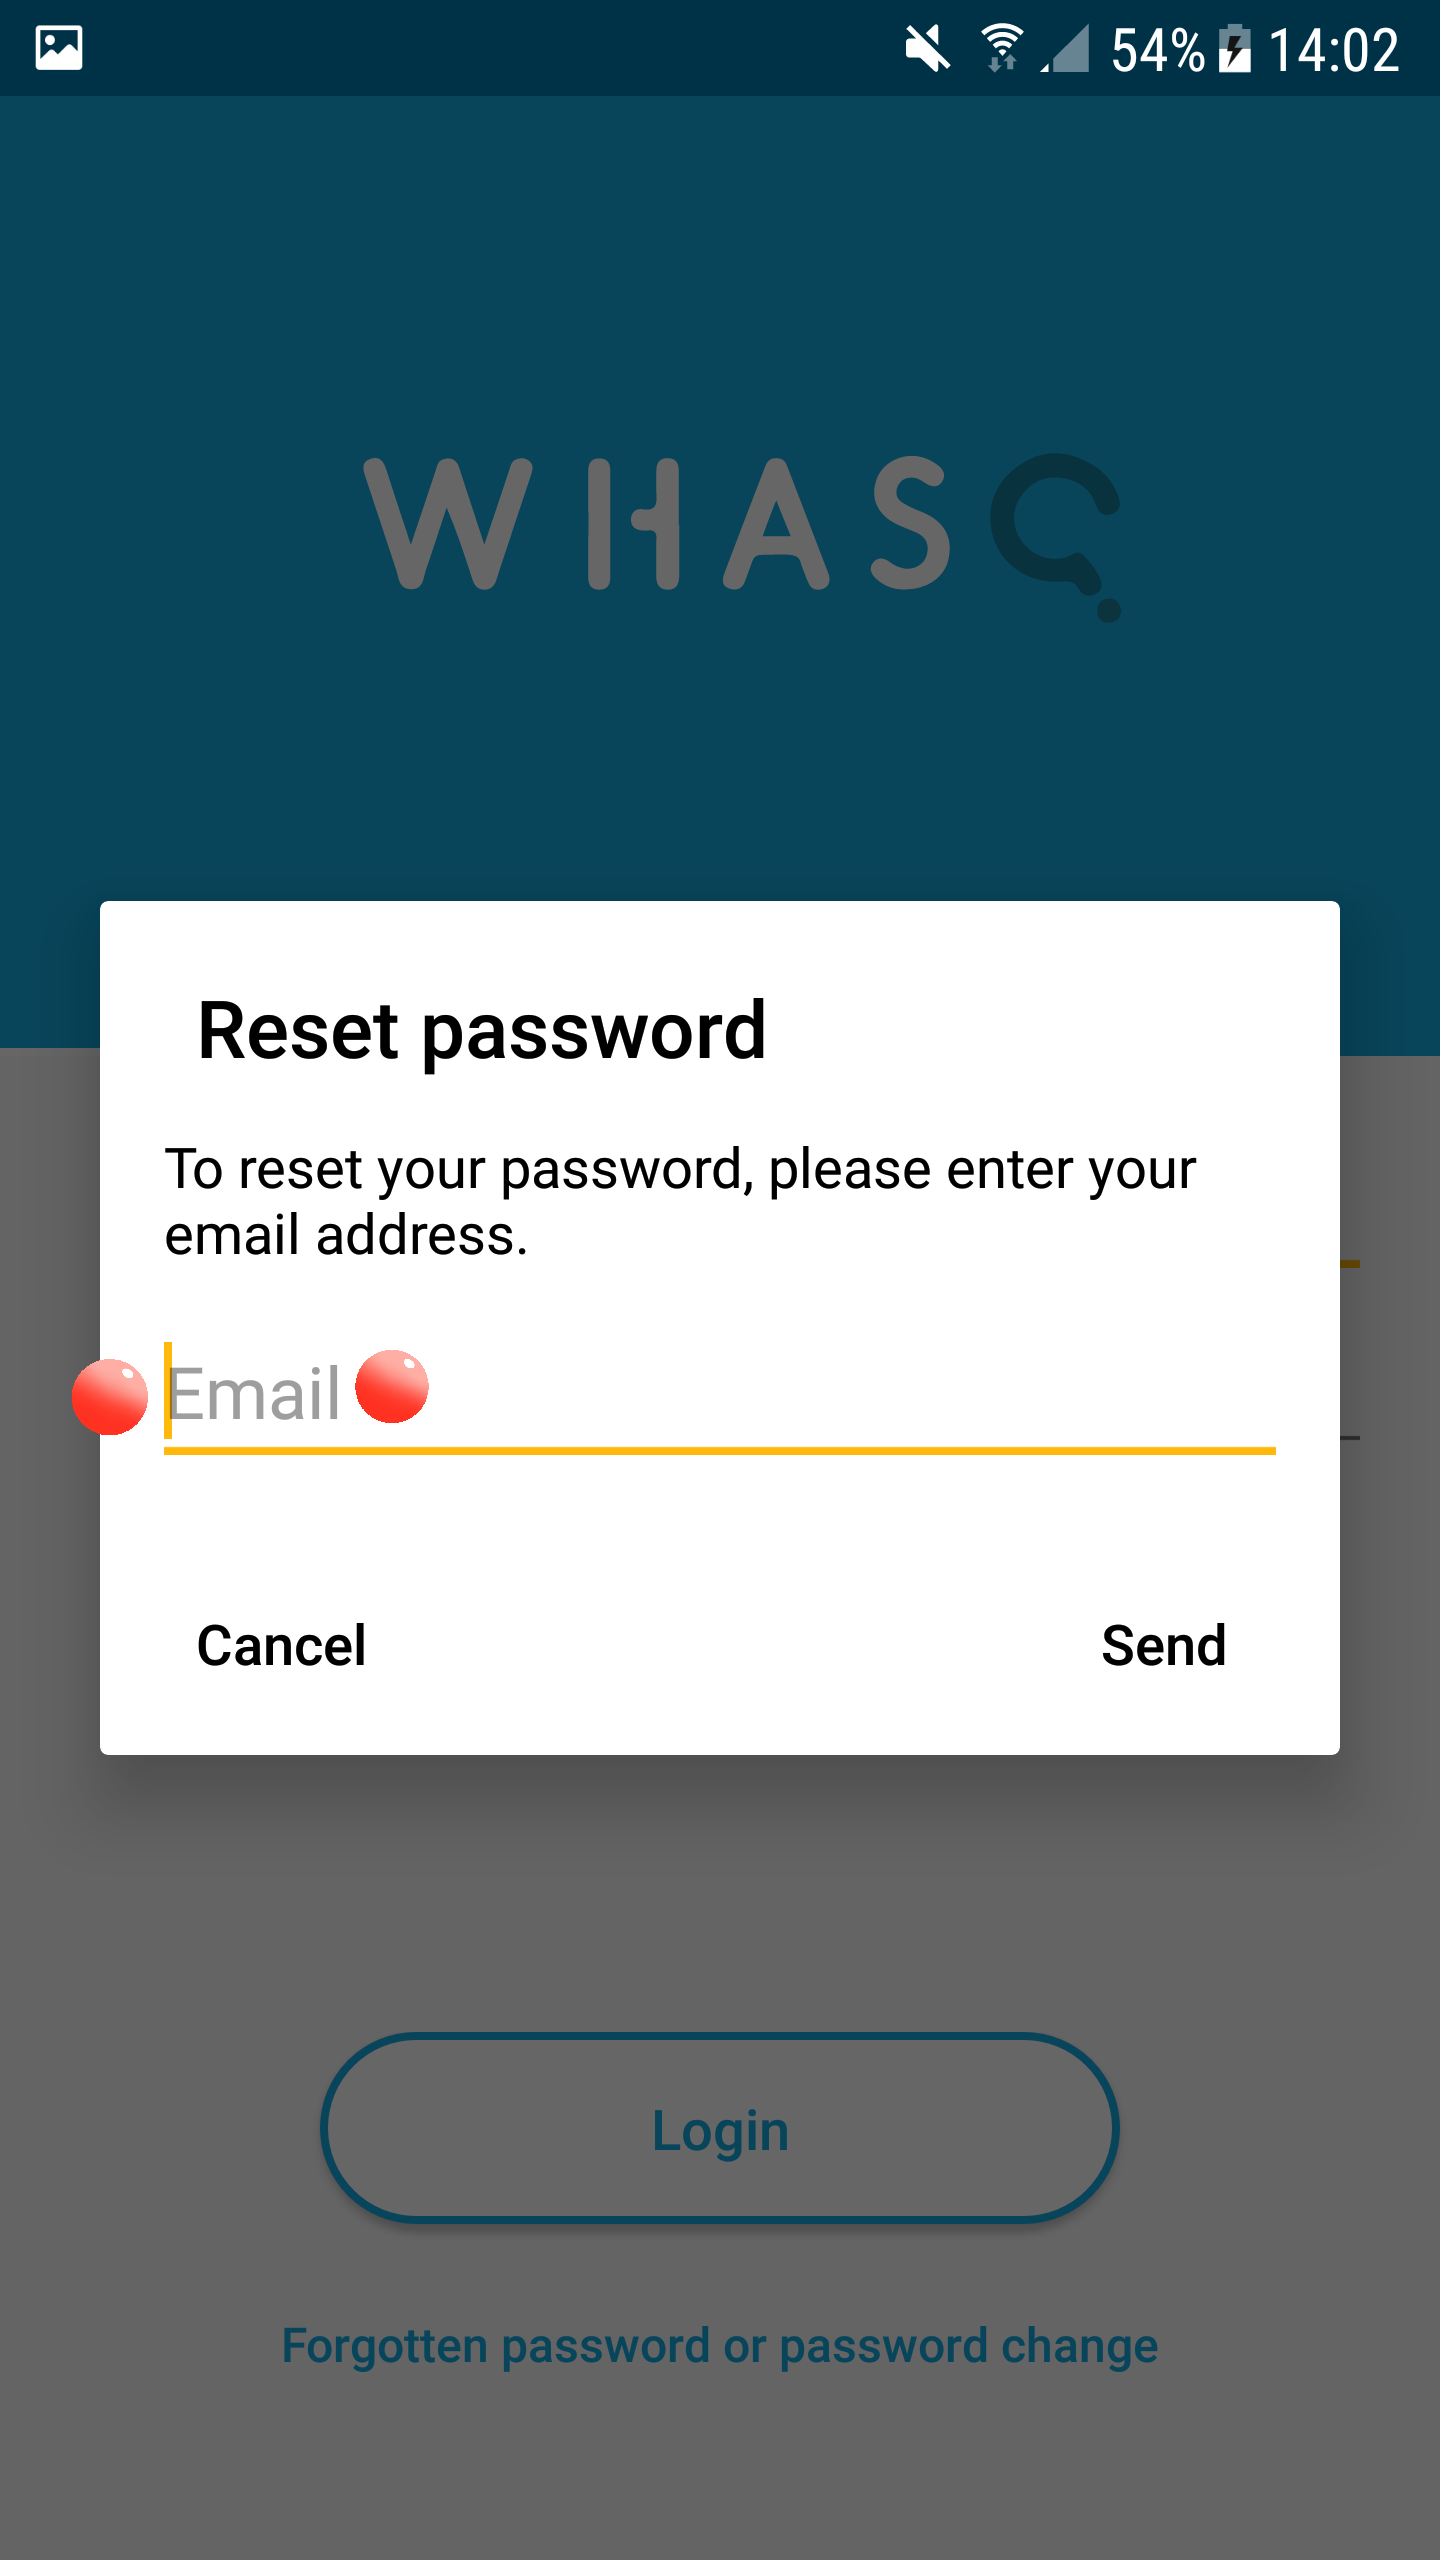 54% 14:02
WHASQ
Reset password
To reset your password, please enter your
email address.
Email
Cancel
Send
Login
Forgotten password or password change